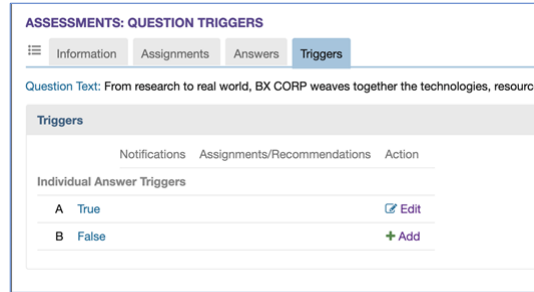 ASSESSMENTS: QUESTION TRIGGERS
Information Assignments Answers Triggers
Question Text: From research to real world, BX CORP weaves together the technologies, resourc
Triggers
Notifications Assignments/Recommendations Action
Individual Answer Triggers
A True Edit
B False Add